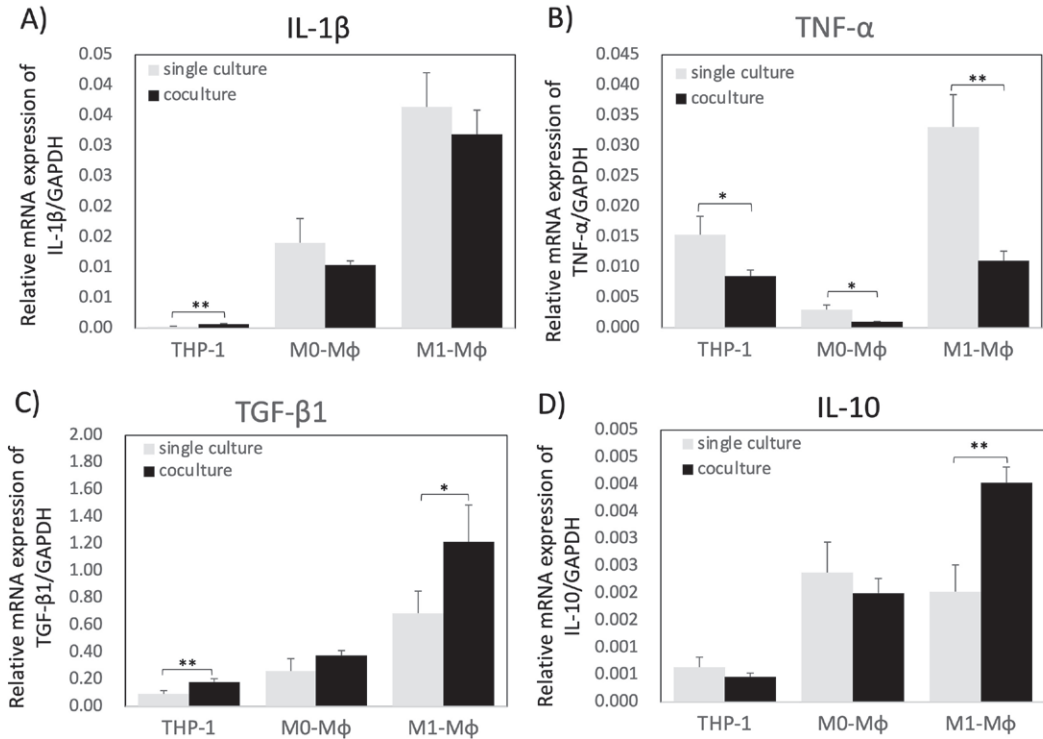 A)
IL-1β
Relative mRNA expression of
IL-1β/GAPDH
0.05
0.04
0.04
0.03
0.03
0.02
0.02
0.01
0.01
0.00
single culture
coculture
**
THP-1
M0-Mϕ
M1-Mϕ
B)
TNF-α
Relative mRNA expression of
TNF-α/GAPDH
0.045
0.040
0.035
0.030
0.025
0.020
0.015
0.010
0.005
0.000
single culture
coculture
*
*
**
THP-1
M0-Mϕ
M1-Mϕ
C)
TGF-β1
Relative mRNA expression of
TGF-β1/GAPDH
2.00
1.80
1.60
1.40
1.20
1.00
0.80
0.60
0.40
0.20
0.00
single culture
coculture
**
*
THP-1
M0-Mϕ
M1-Mϕ
D)
IL-10
Relative mRNA expression of
IL-10/GAPDH
0.005
0.005
0.004
0.004
0.003
0.003
0.002
0.002
0.001
0.001
0.000
single culture
coculture
**
THP-1
M0-Mϕ
M1-Mϕ